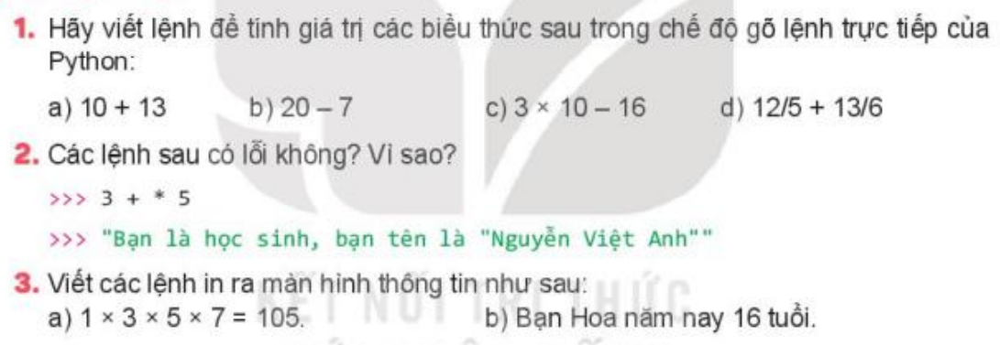 1. Hãy viết lệnh để tính giá trị các biểu thức sau trong chế độ gõ lệnh trực tiếp của
Python:
a) 10 + 13 b) 20 – 7 c) 3 × 10 – 16 d) 12/5 + 13/6
2. Các lệnh sau có lỗi không? Vì sao?
>>> 3 + * 5
>>> "Bạn là học sinh, bạn tên là "Nguyễn Việt Anh""
3. Viết các lệnh in ra màn hình thông tin như sau:
KẾT NỐI TRI THỨC
a) 1 × 3 × 5 × 7 = 105. b) Bạn Hoa năm nay 16 tuổi.